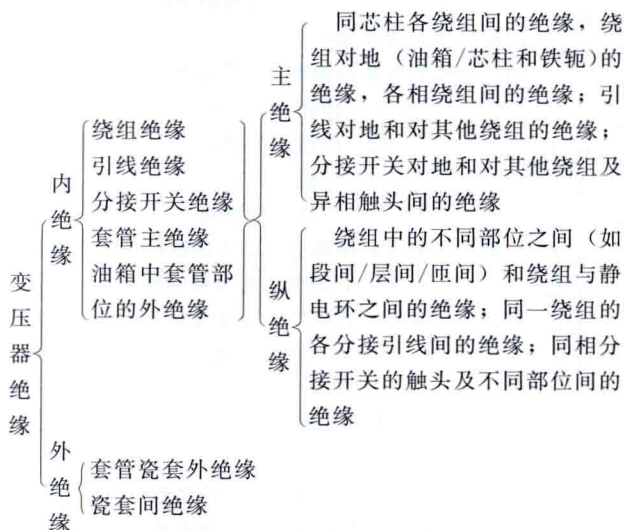 变压器绝缘
内绝缘
绕组绝缘
引线绝缘
分接开关绝缘
套管主绝缘
油箱中套管部
位的外绝缘
主绝缘
同芯柱各绕组间的绝缘，绕
组对地（油箱/芯柱和铁轭)的
绝缘，各相绕组间的绝缘；引
线对地和对其他绕组的绝缘；
分接开关对地和对其他绕组及
异相触头间的绝缘
纵绝缘
绕组中的不同部位之间（如
段间/层间/匝间）和绕组与静
电环之间的绝缘；同一绕组的
各分接引线间的绝缘；同相分
接开关的触头及不同部位间的
绝缘
外绝缘
套管瓷套外绝缘
瓷套间绝缘